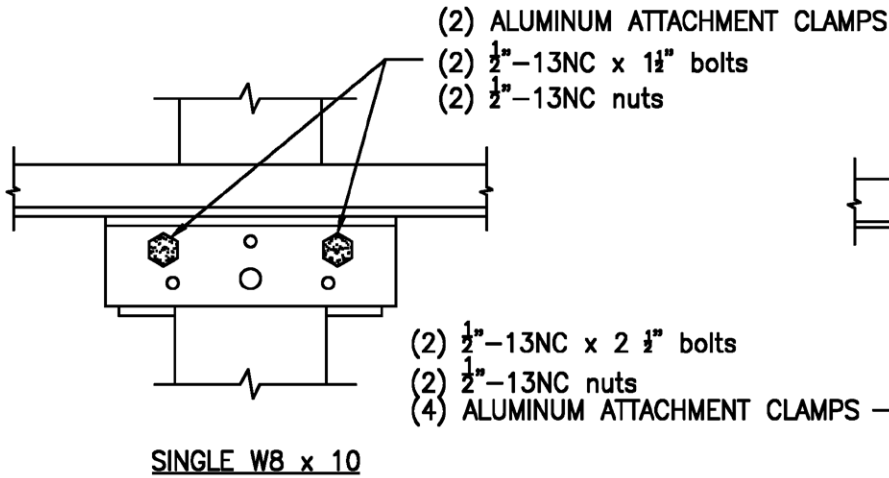 (2) ALUMINUM ATTACHMENT CLAMPS
(2) ½"-13NC x 1½" bolts
(2) ½"-13NC nuts
(2) ½"-13NC x 2 ½" bolts
(2) ½"-13NC nuts
(4) ALUMINUM ATTACHMENT CLAMPS
SINGLE W8 x 10